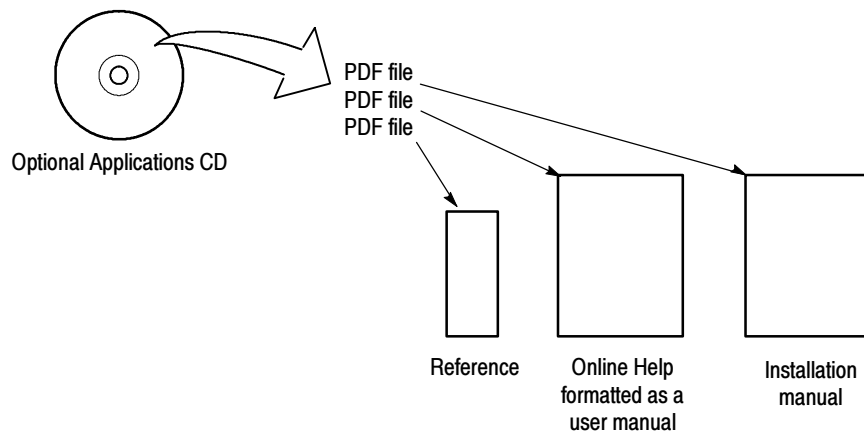 PDF file
PDF file
PDF file
Optional Applications CD
Reference
Online Help
formatted as a
user manual
Installation
manual